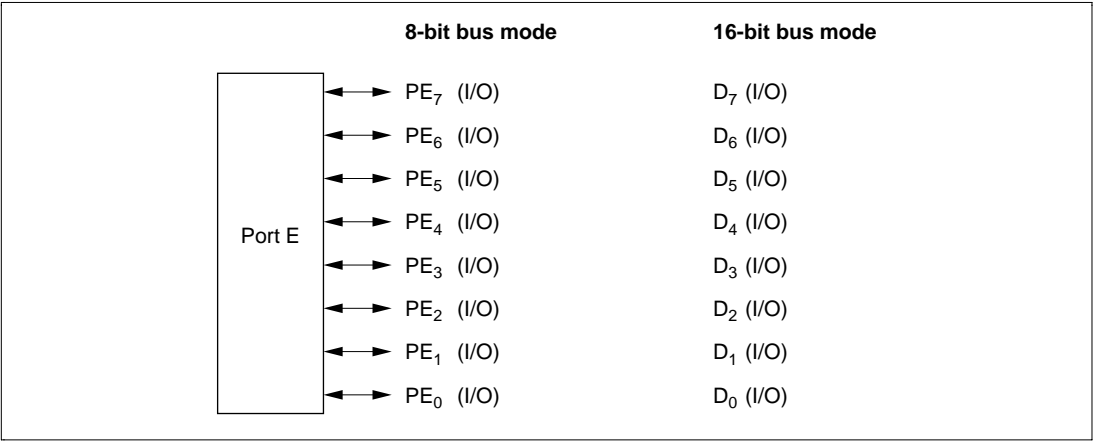 8-bit bus mode 16-bit bus mode
PE7 (I/O) D7 (I/O)
PE6 (I/O) D6 (I/O)
PE5 (I/O) D5 (I/O)
PE4 (I/O) D4 (I/O)
Port E
PE3 (I/O) D3 (I/O)
PE2 (I/O) D2 (I/O)
PE1 (I/O) D1 (I/O)
PE0 (I/O) D0 (I/O)